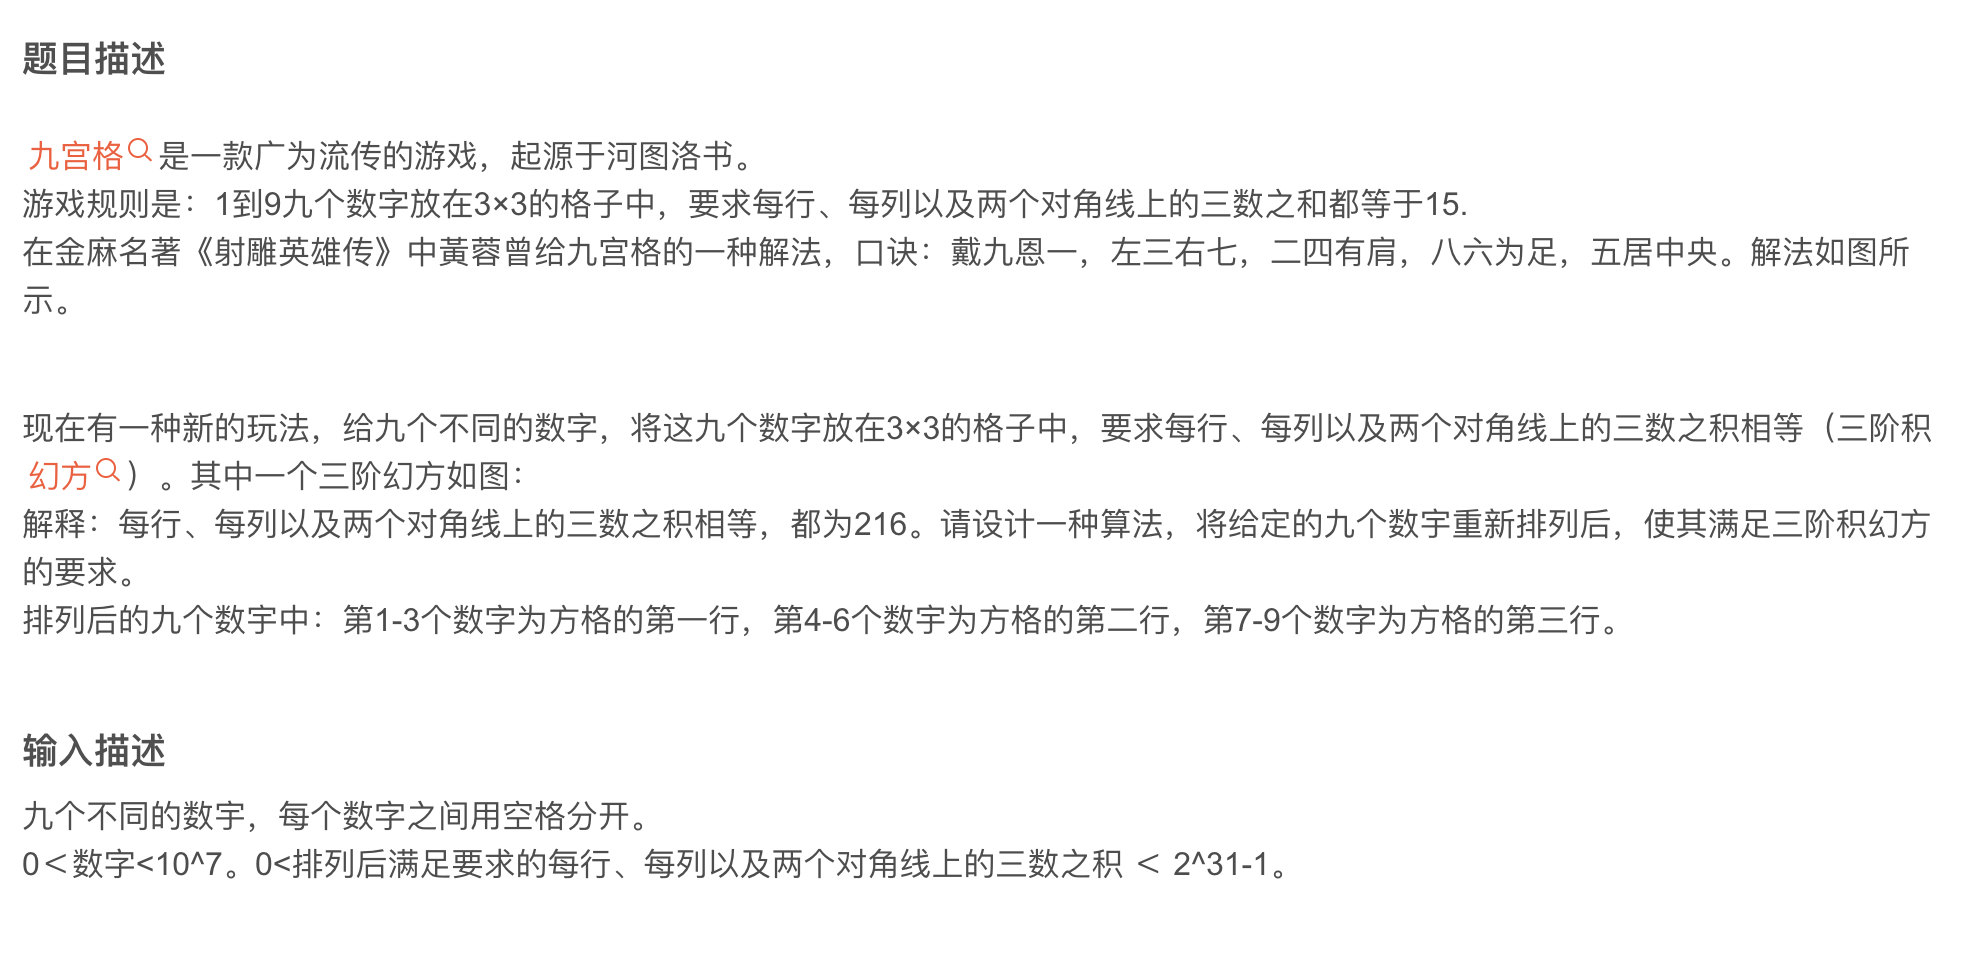 题目描述
九宫格是一款广为流传的游戏，起源于河图洛书。
游戏规则是：1到9九个数字放在3×3的格子中，要求每行、每列以及两个对角线上的三数之和都等于15.
在金麻名著《射雕英雄传》中黃蓉曾给九宫格的一种解法，口诀：戴九恩一，左三右七，二四有肩，八六为足，五居中央。解法如图所
示。
现在有一种新的玩法，给九个不同的数字，将这九个数字放在3×3的格子中，要求每行、每列以及两个对角线上的三数之积相等（三阶积
幻方）。其中一个三阶幻方如图：
解释：每行、每列以及两个对角线上的三数之积相等，都为216。请设计一种算法，将给定的九个数宇重新排列后，使其满足三阶积幻方
的要求。
排列后的九个数宇中：第1-3个数字为方格的第一行，第4-6个数宇为方格的第二行，第7-9个数字为方格的第三行。
输入描述
九个不同的数宇，每个数字之间用空格分开。
0＜数字<10^7。0<排列后满足要求的每行、每列以及两个对角线上的三数之积 ＜ 2^31-1。